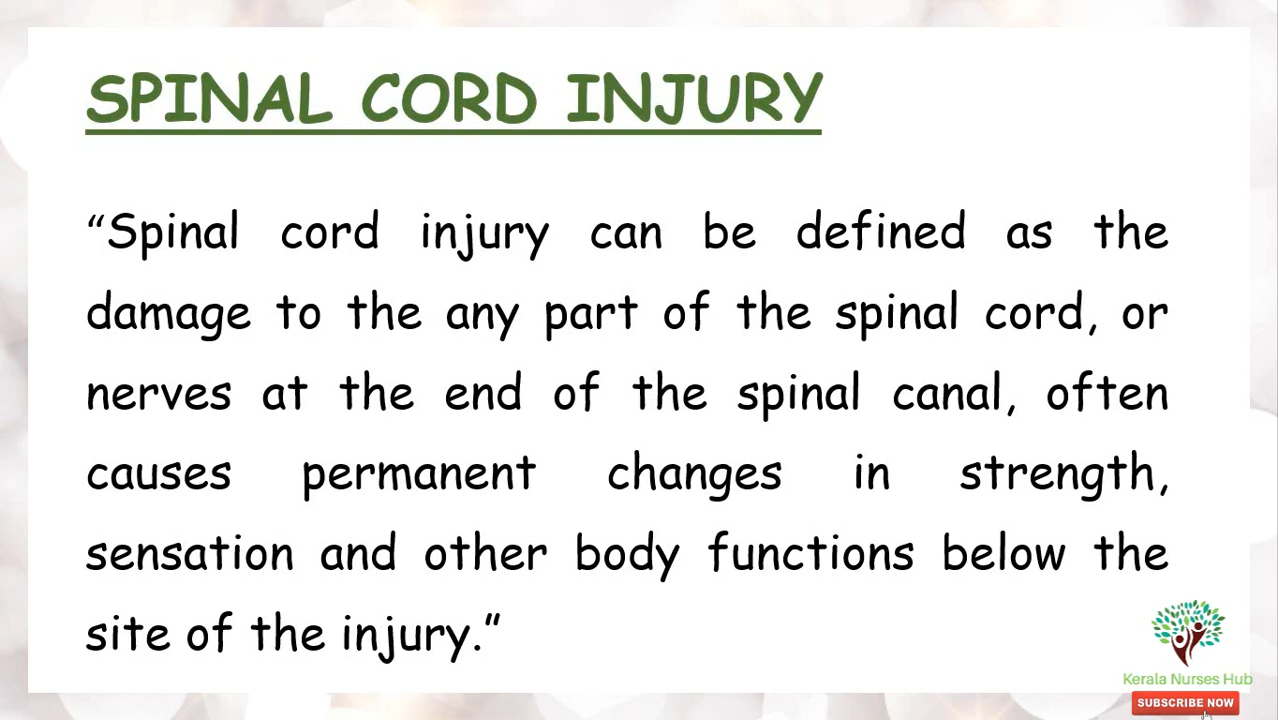 SPINAL CORD INJURY
“Spinal cord injury can be defined as the
damage to the any part of the spinal cord, or
nerves at the end of the spinal canal, often
causes permanent changes in strength,
sensation and other body functions below the
site of the injury.”
Kerala Nurses Hub
SUBSCRIBE NOW